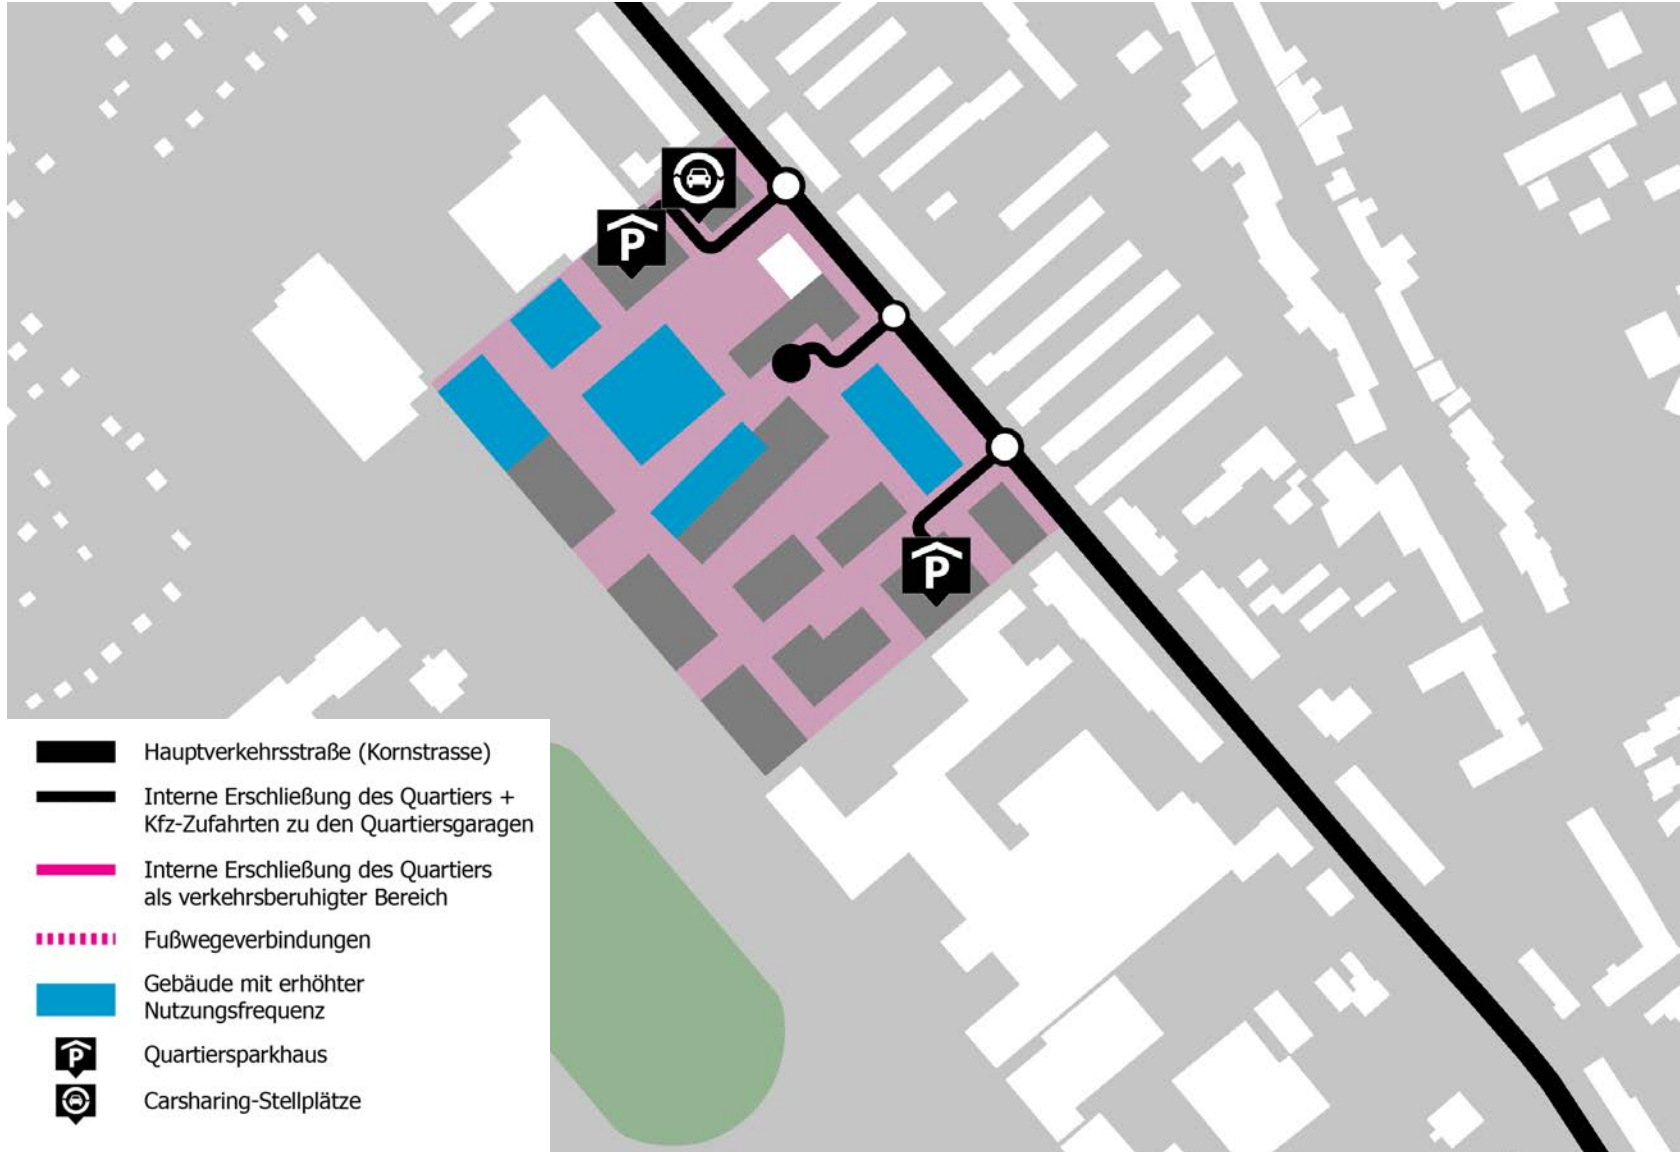 P
P
Hauptverkehrsstraße (Kornstrasse)
Interne Erschließung des Quartiers +
Kfz-Zufahrten zu den Quartiersgaragen
Interne Erschließung des Quartiers
als verkehrsberuhigter Bereich
Fußwegeverbindungen
Gebäude mit erhöhter
Nutzungsfrequenz
P
Quartiersparkhaus
Carsharing-Stellplätze